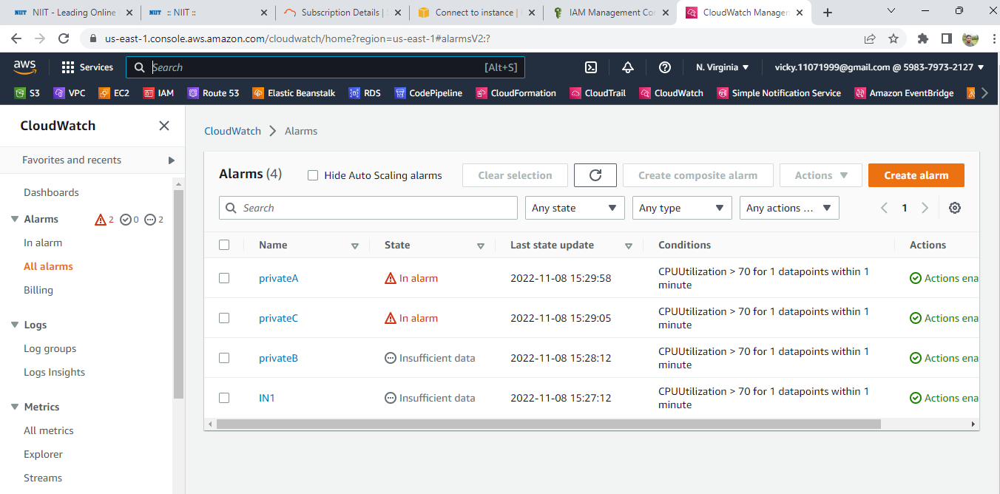 NIIT - Leading Online
:: NIIT ::
Subscription Details |
Connect to instance |
IAM Management Co
CloudWatch Manager
us-east-1.console.aws.amazon.com/cloudwatch/home?region=us-east-1#alarmsV2:?
aws
Services
Search
[Alt+S]
N. Virginia
vicky.11071999@gmail.com @ 5983-7973-2127
S3
VPC
EC2
IAM
Route 53
Elastic Beanstalk
RDS
CodePipeline
CloudFormation
CloudTrail
CloudWatch
Simple Notification Service
Amazon EventBridge
CloudWatch
Favorites and recents
Dashboards
Alarms 2 0 2
In alarm
All alarms
Billing
Logs
Log groups
Logs Insights
Metrics
All metrics
Explorer
Streams
CloudWatch > Alarms
Alarms (4)
Hide Auto Scaling alarms
Clear selection
Create composite alarm
Actions
Create alarm
Search
Any state
Any type
Any actions ...
1
Name
State
Last state update
Conditions
Actions
privateA
In alarm
2022-11-08 15:29:58
CPUUtilization > 70 for 1 datapoints within 1
minute
Actions ena
privateC
In alarm
2022-11-08 15:29:05
CPUUtilization > 70 for 1 datapoints within 1
minute
Actions ena
privateB
Insufficient data
2022-11-08 15:28:12
CPUUtilization > 70 for 1 datapoints within 1
minute
Actions ena
IN1
Insufficient data
2022-11-08 15:27:12
CPUUtilization > 70 for 1 datapoints within 1
minute
Actions ena